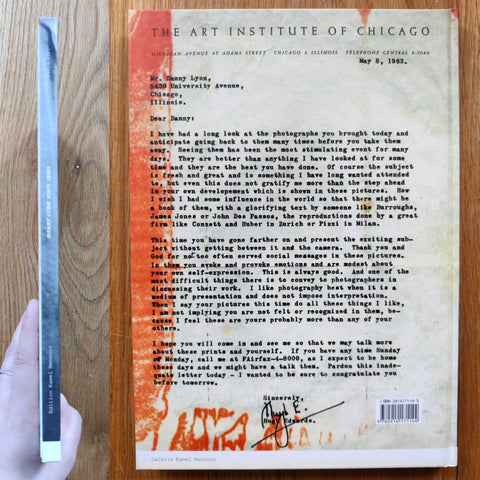 THE ART INSTITUTE OF CHICAGO
MICHIGAN AVENUE AT ADAMS STREET CHICAGO 3 ILLINOIS TELEPHONE CENTRAL 6-7080
May 8, 1963.
Mr. Danny Lyon,
5430 University Avenue,
Chicago,
Illinois.
Dear Danny:
I have had a long look at the photographs you brought today and
anticipate going back to them many times before you take them
away. Seeing them has been the most stimulating event for many
days. They are better than anything I have looked at for some
time and they are the best you have done. Of course the subject
is fresh and great and is something I have long wanted attended
to, but even this does not gratify me more than the step ahead
in your own developement which is shown in these pictures. How
I wish I had some influence in the world so that there might be
a book of them, with a glorifying text by someone like Burroughs,
James Jones or John Dos Passos, the reproductions done by a great
firm like Conzett and Huber in Zurich or Pizzi in Milan.
This time you have gone farther on and present the exciting sub-
ject without getting between it and the camera. Thank you and
God for no too often served social messages in these pictures.
In them you evoke and provoke emotions and are modest about
your own self-expression. This is always good. And one of the
most difficult things there is to convey to photographers in
discussing their work. I like photography best when it is a
medium of presentation and does not impose interpretation.
When I say your pictures this time do all these things I like,
I am not implying you are not felt or recognized in them, be-
cause I feel these are yours probably more than any of your
others.
I hope you will come in and see me so that we may talk more
about these prints and yourself. If you have any time Sunday
or Monday, call me at Fairfax-4-8000, as I expect to be home
those days and we might have a talk then. Pardon this inade-
quate letter today - I wanted to be sure to congratulate you
before tomorrow.
Sincerely,
Hugh E.
Hugh Edwards.
Galerie Kamel Mennour
Edition Kamel Mennour